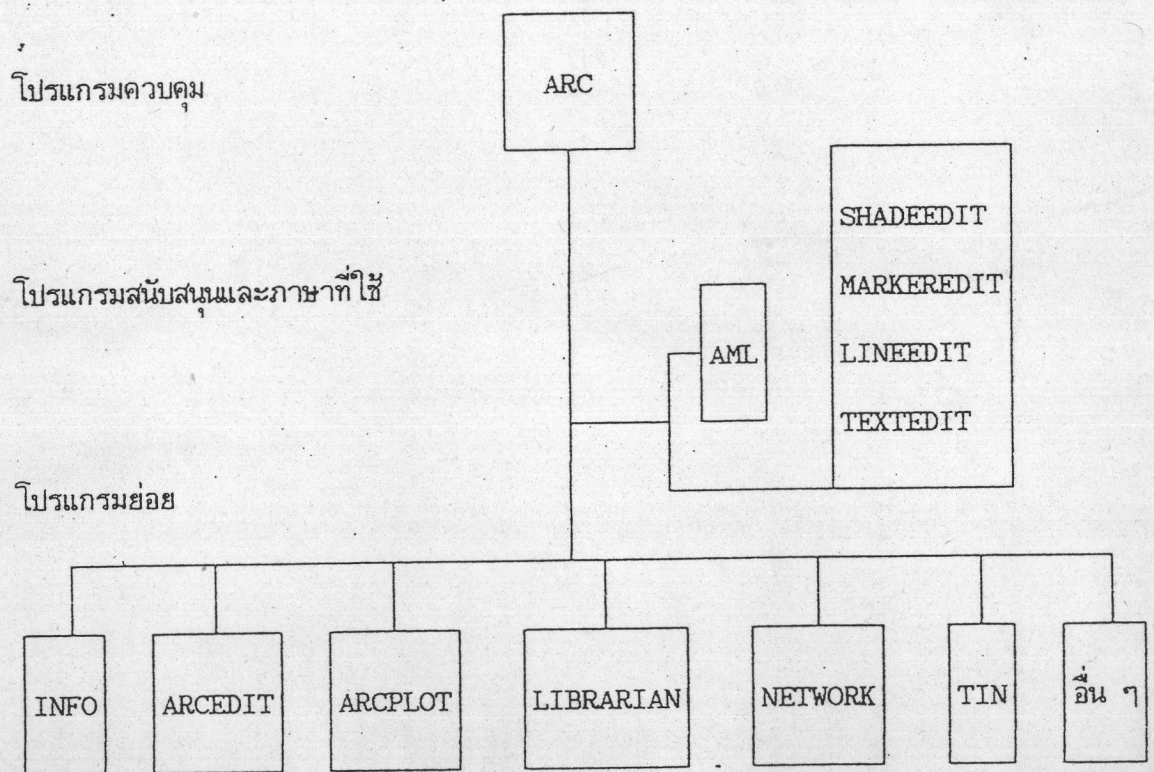 โปรแกรมควบคุม
ARC
SHADEEDIT
โปรแกรมสนับสนุนและภาษาที่ใช้
MARKEREDIT
AML
LINEEDIT
TEXTEDIT
โปรแกรมย่อย
INFO
ARCEDIT
ARCPLOT
LIBRARIAN
NETWORK
TIN
อื่น ๆ